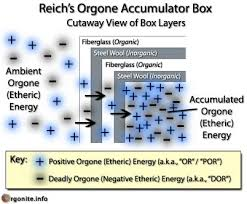 Reich's Orgone Accumulator Box
Cutaway View of Box Layers
Fiberglass (Organic)
Steel Wool (Inorganic)
Fiberglass (Organic)
Steel Wool (Inorganic)
Ambient
Orgone
(Etheric)
Energy
Accumulated
Orgone
(Etheric)
Energy
Key:
+ Positive Orgone (Etheric) Energy (a.k.a., "OR" / "POR")
− Deadly Orgone (Negative Etheric) Energy (a.k.a., "DOR")
Orgonite.info